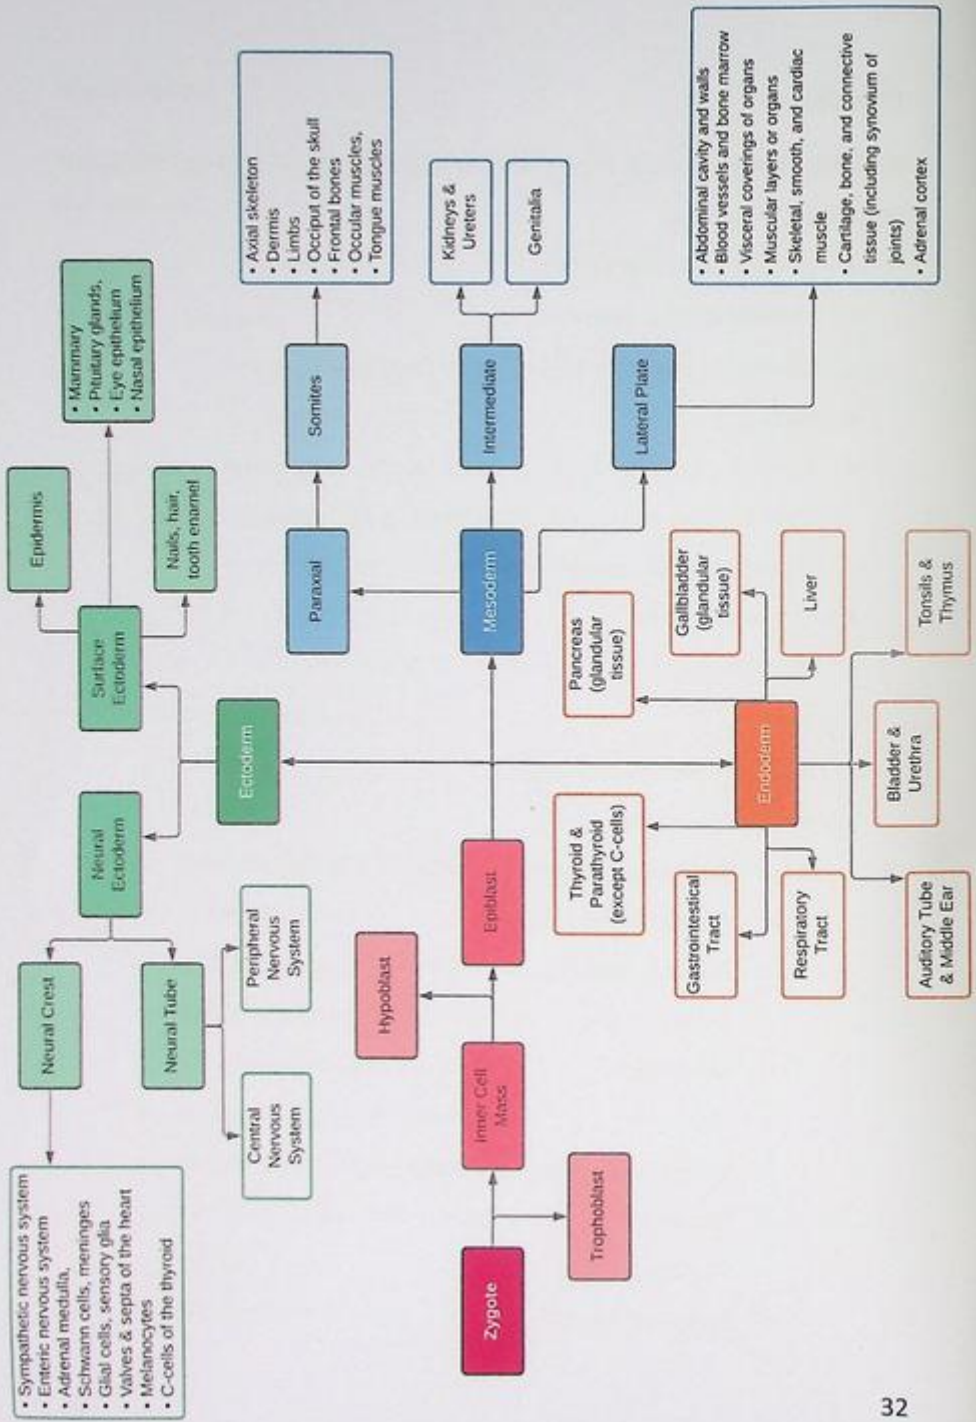 • Sympathetic nervous system
• Enteric nervous system
• Adrenal medulla,
• Schwann cells, meninges
• Glial cells, sensory glia
• Valves & septa of the heart
• Melanocytes
• C-cells of the thyroid
Neural Crest
Neural Tube
Central
Nervous
System
Peripheral
Nervous
System
Neural
Ectoderm
Surface
Ectoderm
Epidermis
Nails, hair,
tooth enamel
• Mammary
• Pituitary glands,
• Eye epithelium
• Nasal epithelium
Ectoderm
Zygote
Trophoblast
Inner Cell
Mass
Hypoblast
Epiblast
Mesoderm
Paraxial
Somites
• Axial skeleton
• Dermis
• Limbs
• Occiput of the skull
• Frontal bones
• Occular muscles,
• Tongue muscles
Intermediate
Kidneys &
Ureters
Genitalia
Lateral Plate
• Abdominal cavity and walls
• Blood vessels and bone marrow
• Visceral coverings of organs
• Muscular layers or organs
• Skeletal, smooth, and cardiac
muscle
• Cartilage, bone, and connective
tissue (including synovium of
joints)
• Adrenal cortex
Endoderm
Thyroid &
Parathyroid
(except C-cells)
Pancreas
(glandular
tissue)
Gastrointestical
Tract
Gallbladder
(glandular
tissue)
Respiratory
Tract
Liver
Auditory Tube
& Middle Ear
Bladder &
Urethra
Tonsils &
Thymus
32